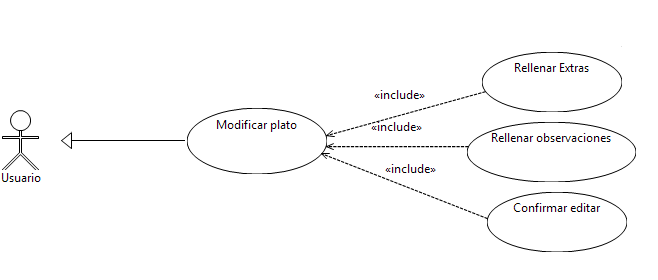 Rellenar Extras
«include»
Modificar plato
«include»
Rellenar observaciones
«include»
Usuario
Confirmar editar